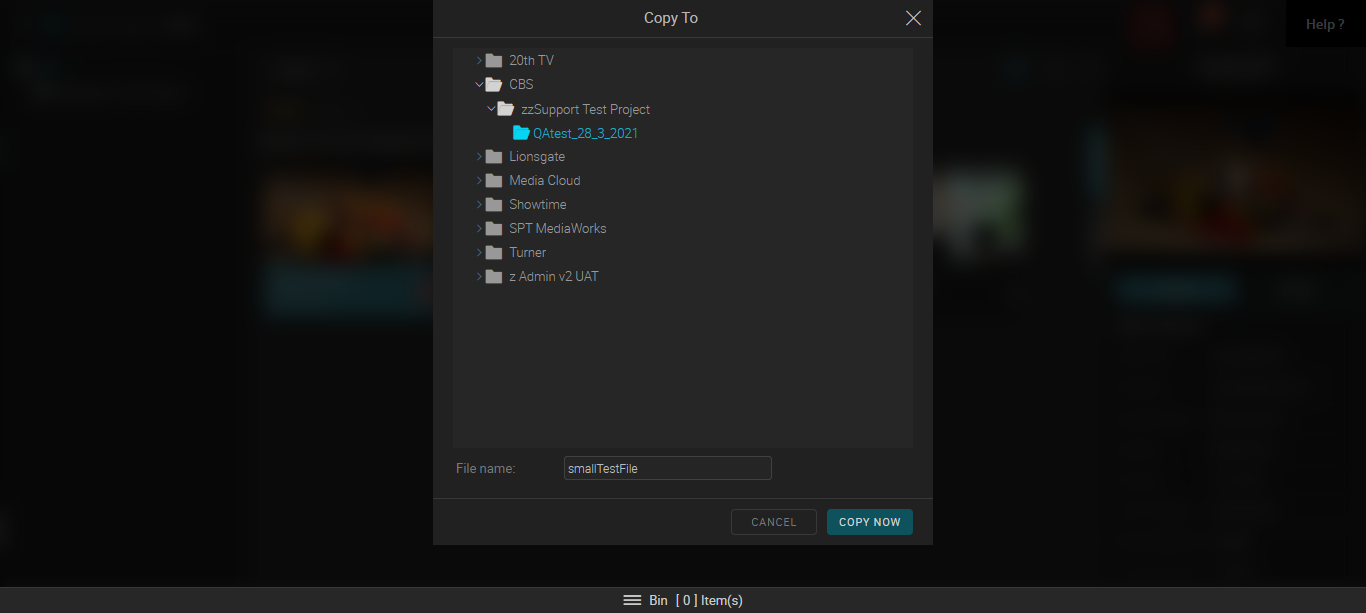 Copy To
Help ?
20th TV
CBS
zzSupport Test Project
QAtest_28_3_2021
Lionsgate
Media Cloud
Showtime
SPT MediaWorks
Turner
z Admin v2 UAT
File name: smallTestFile
CANCEL COPY NOW
Bin [ 0 ] Item(s)